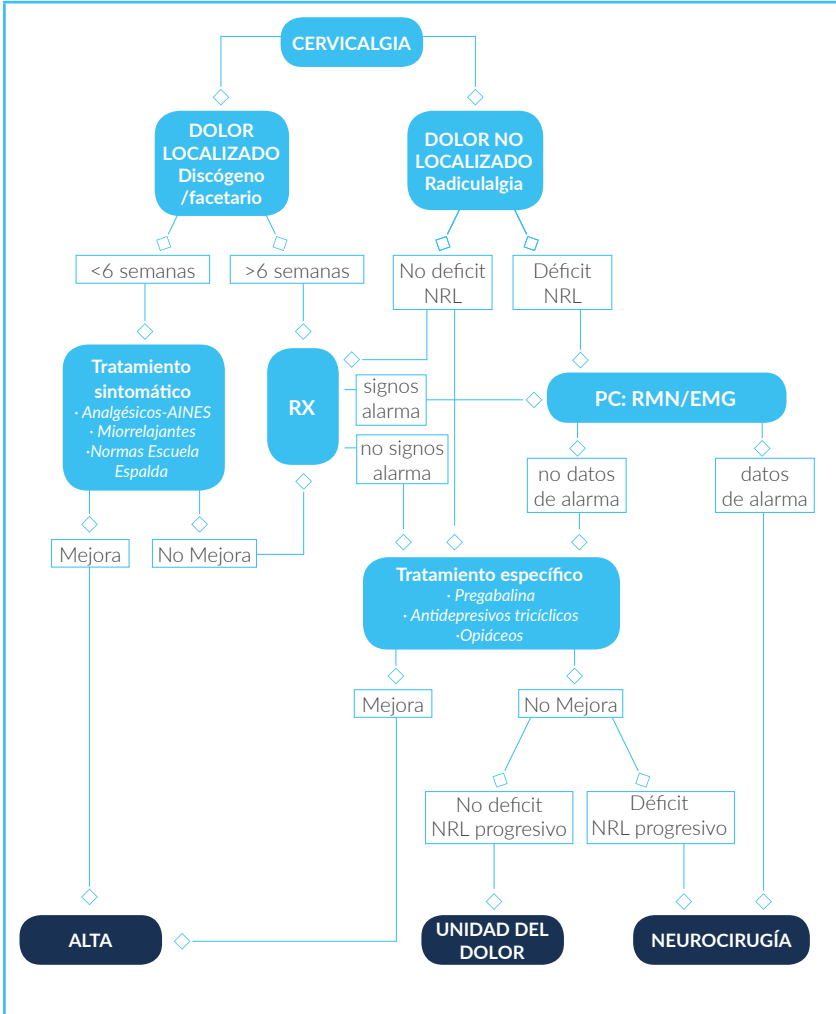 CERVICALGIA
DOLOR
LOCALIZADO
Discógeno
/facetario
DOLOR NO
LOCALIZADO
Radiculalgia
<6 semanas
>6 semanas
No deficit
NRL
Déficit
NRL
Tratamiento
sintomático
· Analgésicos-AINES
· Miorrelajantes
·Normas Escuela
Espalda
RX
signos
alarma
no signos
alarma
PC: RMN/EMG
no datos
de alarma
datos
de alarma
Mejora
No Mejora
Tratamiento específico
· Pregabalina
· Antidepresivos tricíclicos
·Opiáceos
Mejora
No Mejora
No deficit
NRL progresivo
Déficit
NRL progresivo
ALTA
UNIDAD DEL
DOLOR
NEUROCIRUGÍA